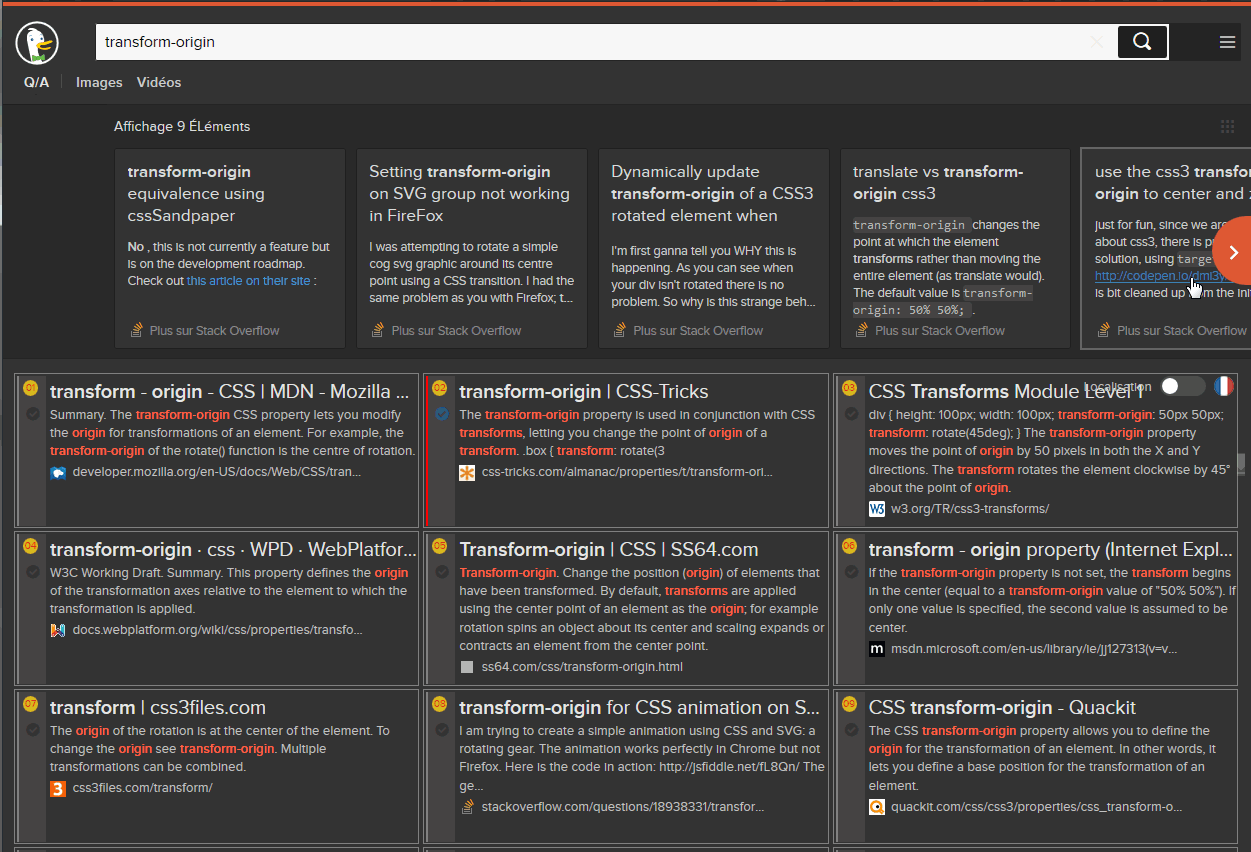 transform-origin
Q/A
Images
Vidéos
Affichage 9 ÉLéments
transform-origin
equivalence using
cssSandpaper
No , this is not currently a feature but
is on the development roadmap.
Check out this article on their site :
Plus sur Stack Overflow
Setting transform-origin
on SVG group not working
in FireFox
I was attempting to rotate a simple
cog svg graphic around its centre
point using a CSS transition. I had the
same problem as you with Firefox; t...
Plus sur Stack Overflow
Dynamically update
transform-origin of a CSS3
rotated element when
I'm first ganna tell you WHY this is
happening. As you can see when
your div isn't rotated there is no
problem. So why is this strange beh...
Plus sur Stack Overflow
translate vs transform-
origin css3
transform-origin changes the
point at which the element
transforms rather than moving the
entire element (as translate would).
The default value is transform-
origin: 50% 50%; .
Plus sur Stack Overflow
use the css3 transfor
origin to center and
just for fun, since we are
about css3, there is
solution, using targe
http://codepen.io/dmi3y
is bit cleaned up from the ini
Plus sur Stack Overflow
Localisation
01
transform - origin - CSS | MDN - Mozilla ...
Summary. The transform-origin CSS property lets you modify
the origin for transformations of an element. For example, the
transform-origin of the rotate() function is the centre of rotation.
developer.mozilla.org/en-US/docs/Web/CSS/tran...
02
transform-origin | CSS-Tricks
The transform-origin property is used in conjunction with CSS
transforms, letting you change the point of origin of a
transform. .box { transform: rotate(3
css-tricks.com/almanac/properties/t/transform-ori...
03
CSS Transforms Module Level 1
div { height: 100px; width: 100px; transform-origin: 50px 50px;
transform: rotate(45deg); } The transform-origin property
moves the point of origin by 50 pixels in both the X and Y
directions. The transform rotates the element clockwise by 45°
about the point of origin.
W3
w3.org/TR/css3-transforms/
04
transform-origin · css · WPD · WebPlatfor...
W3C Working Draft. Summary. This property defines the origin
of the transformation axes relative to the element to which the
transformation is applied.
docs.webplatform.org/wiki/css/properties/transfo...
05
Transform-origin | CSS | SS64.com
Transform-origin. Change the position (origin) of elements that
have been transformed. By default, transforms are applied
using the center point of an element as the origin; for example
rotation spins an object about its center and scaling expands or
contracts an element from the center point.
ss64.com/css/transform-origin.html
06
transform - origin property (Internet Expl...
If the transform-origin property is not set, the transform begins
in the center (equal to a transform-origin value of "50% 50%"). If
only one value is specified, the second value is assumed to be
center.
m
msdn.microsoft.com/en-us/library/ie/jj127313(v=v...
07
transform | css3files.com
The origin of the rotation is at the center of the element. To
change the origin see transform-origin. Multiple
transformations can be combined.
3
css3files.com/transform/
08
transform-origin for CSS animation on S...
I am trying to create a simple animation using CSS and SVG: a
rotating gear. The animation works perfectly in Chrome but not
Firefox. Here is the code in action: http://jsfiddle.net/fL8Qn/ The
ge...
stackoverflow.com/questions/18938331/transfor...
09
CSS transform-origin - Quackit
The CSS transform-origin property allows you to define the
origin for the transformation of an element. In other words, it
lets you define a base position for the transformation of an
element.
quackit.com/css/css3/properties/css_transform-o...